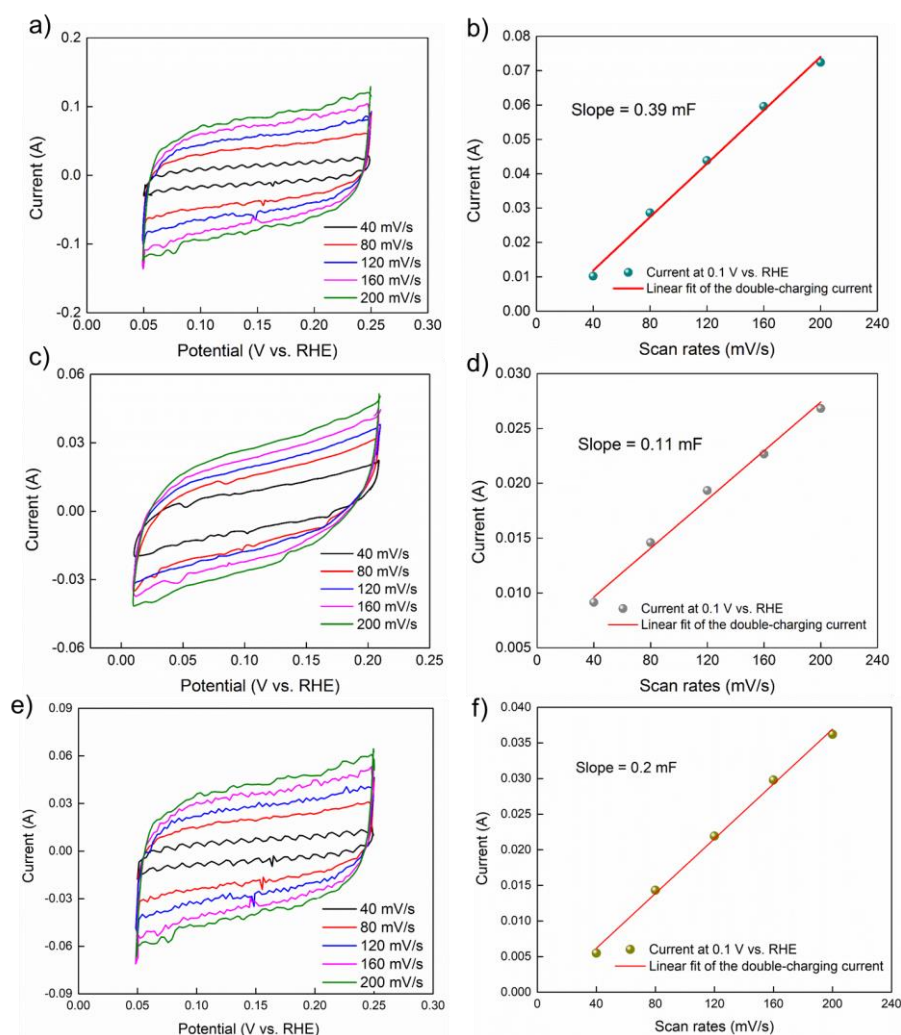 a)
0.2
0.1
0.0
-0.1
-0.2
Current (A)
40 mV/s
80 mV/s
120 mV/s
160 mV/s
200 mV/s
0.00 0.05 0.10 0.15 0.20 0.25 0.30
Potential (V vs. RHE)
b)
0.08
0.07
0.06
0.05
0.04
0.03
0.02
0.01
0.00
Current (A)
Slope = 0.39 mF
Current at 0.1 V vs. RHE
Linear fit of the double-charging current
0 40 80 120 160 200 240
Scan rates (mV/s)
c)
0.06
0.03
0.00
-0.03
-0.06
Current (A)
40 mV/s
80 mV/s
120 mV/s
160 mV/s
200 mV/s
0.00 0.05 0.10 0.15 0.20 0.25
Potential (V vs. RHE)
d)
0.030
0.025
0.020
0.015
0.010
0.005
Current (A)
Slope = 0.11 mF
Current at 0.1 V vs. RHE
Linear fit of the double-charging current
0 40 80 120 160 200 240
Scan rates (mV/s)
e)
0.09
0.06
0.03
0.00
-0.03
-0.06
-0.09
Current (A)
40 mV/s
80 mV/s
120 mV/s
160 mV/s
200 mV/s
0.00 0.05 0.10 0.15 0.20 0.25 0.30
Potential (V vs. RHE)
f)
0.040
0.035
0.030
0.025
0.020
0.015
0.010
0.005
0.000
Current (A)
Slope = 0.2 mF
Current at 0.1 V vs. RHE
Linear fit of the double-charging current
0 40 80 120 160 200 240
Scan rates (mV/s)